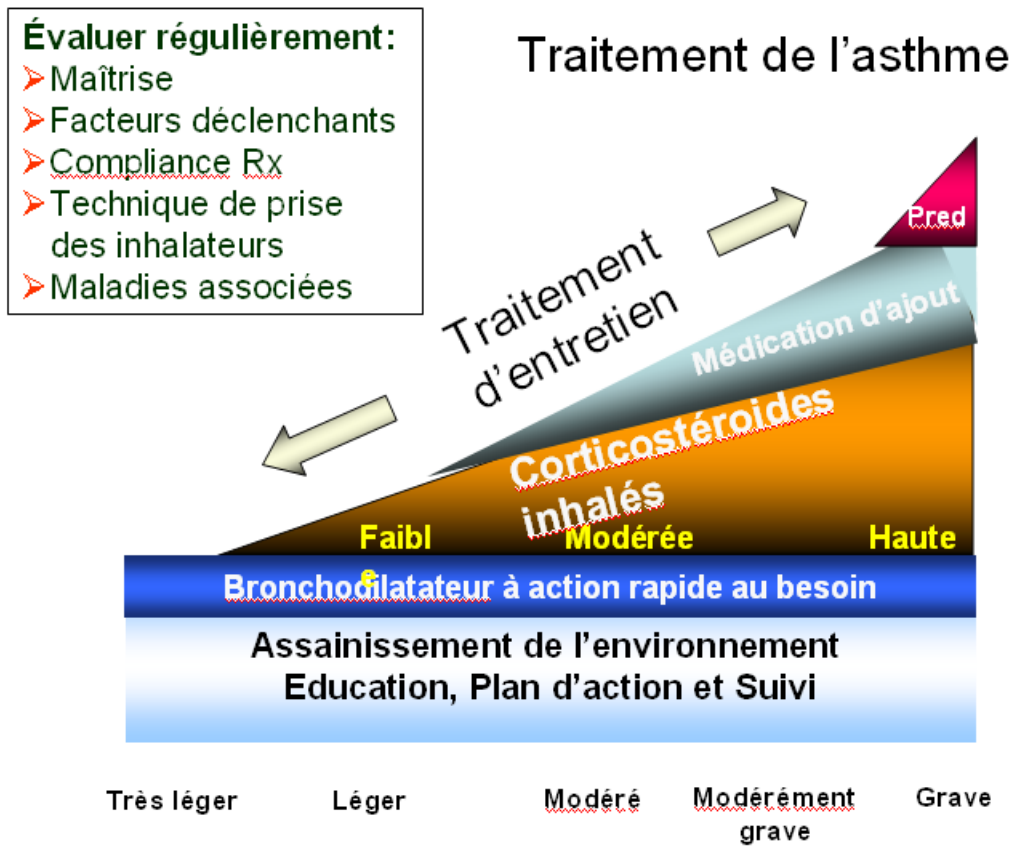 Évaluer régulièrement:
Maîtrise
Facteurs déclenchants
Compliance Rx
Technique de prise
des inhalateurs
Maladies associées
Traitement de l’asthme
Pred
Traitement
d’entretien
Médication d’ajout
Corticostéroides
inhalés
Faibl
e
Modérée
Haute
Bronchodilatateur à action rapide au besoin
Assainissement de l’environnement
Education, Plan d’action et Suivi
Très léger
Léger
Modéré
Modérément
grave
Grave